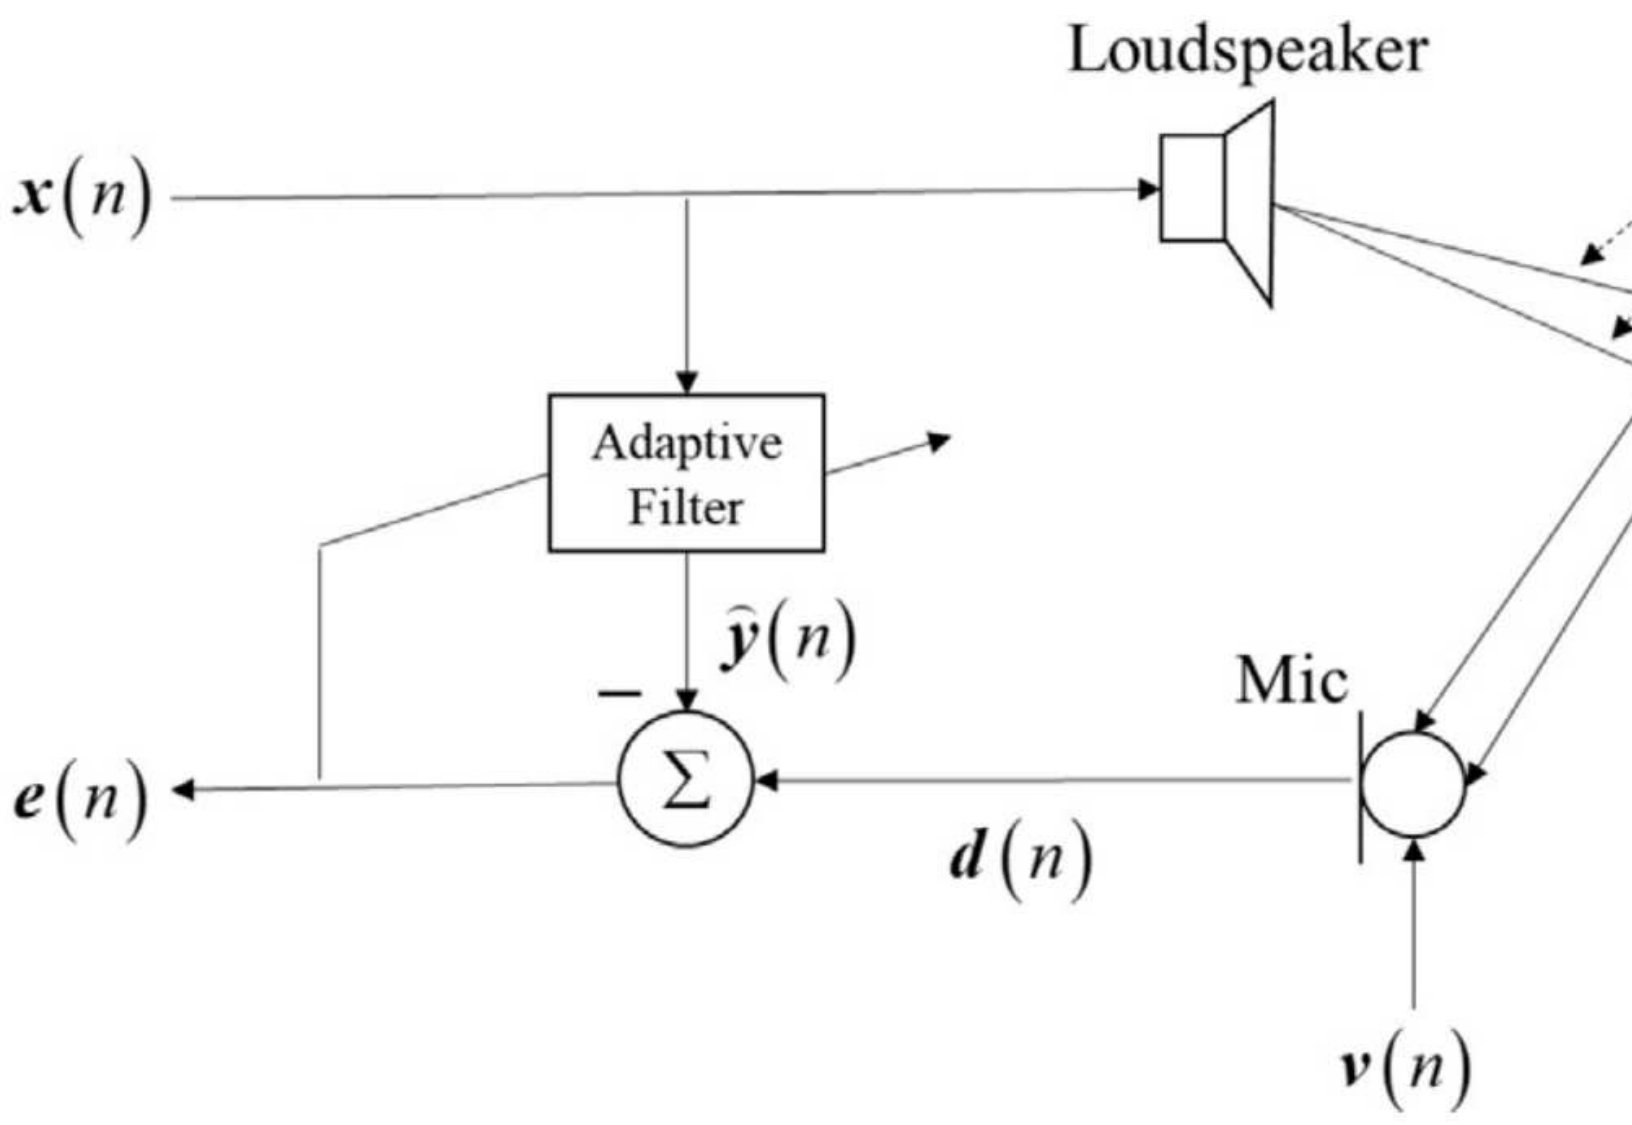 Loudspeaker
x(n)
Adaptive
Filter
ŷ(n)
−
Mic
Σ
e(n)
d(n)
v(n)